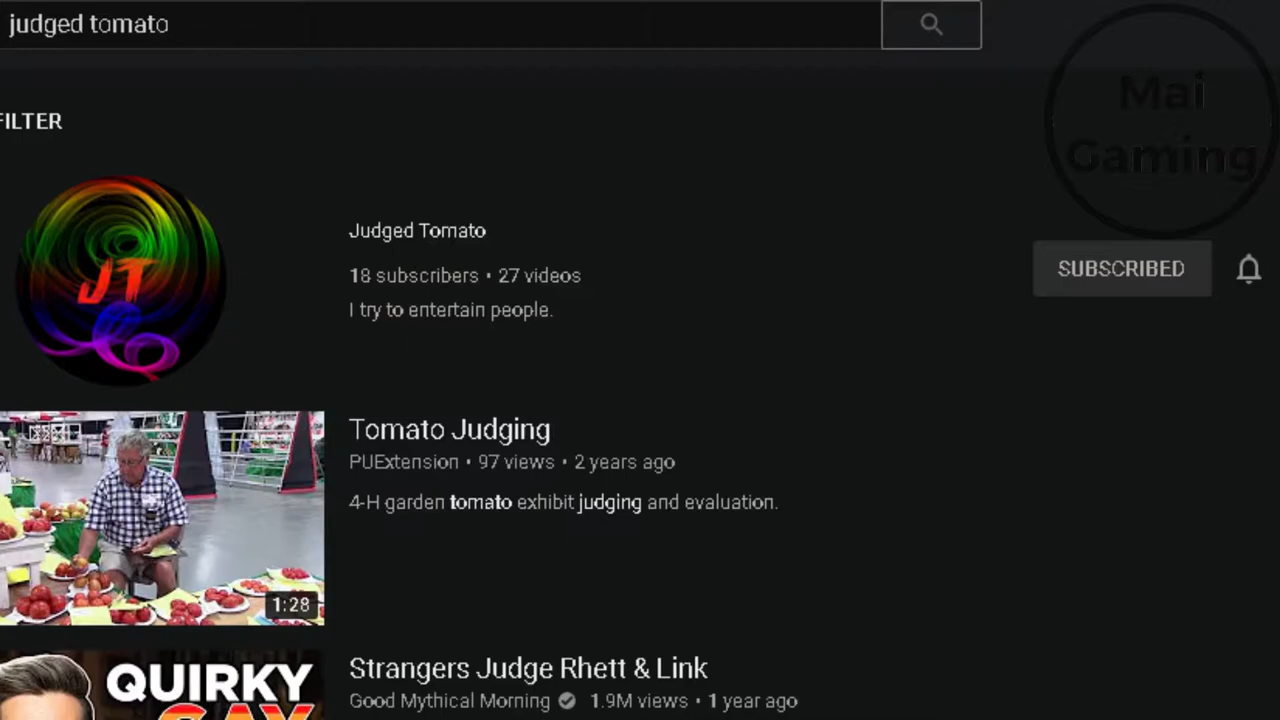 judged tomato
Mai
Gaming
FILTER
JT
Judged Tomato
18 subscribers • 27 videos
I try to entertain people.
SUBSCRIBED
Tomato Judging
PUExtension • 97 views • 2 years ago
4-H garden tomato exhibit judging and evaluation.
1:28
QUIRKY
GAY
Strangers Judge Rhett & Link
Good Mythical Morning 1.9M views • 1 year ago